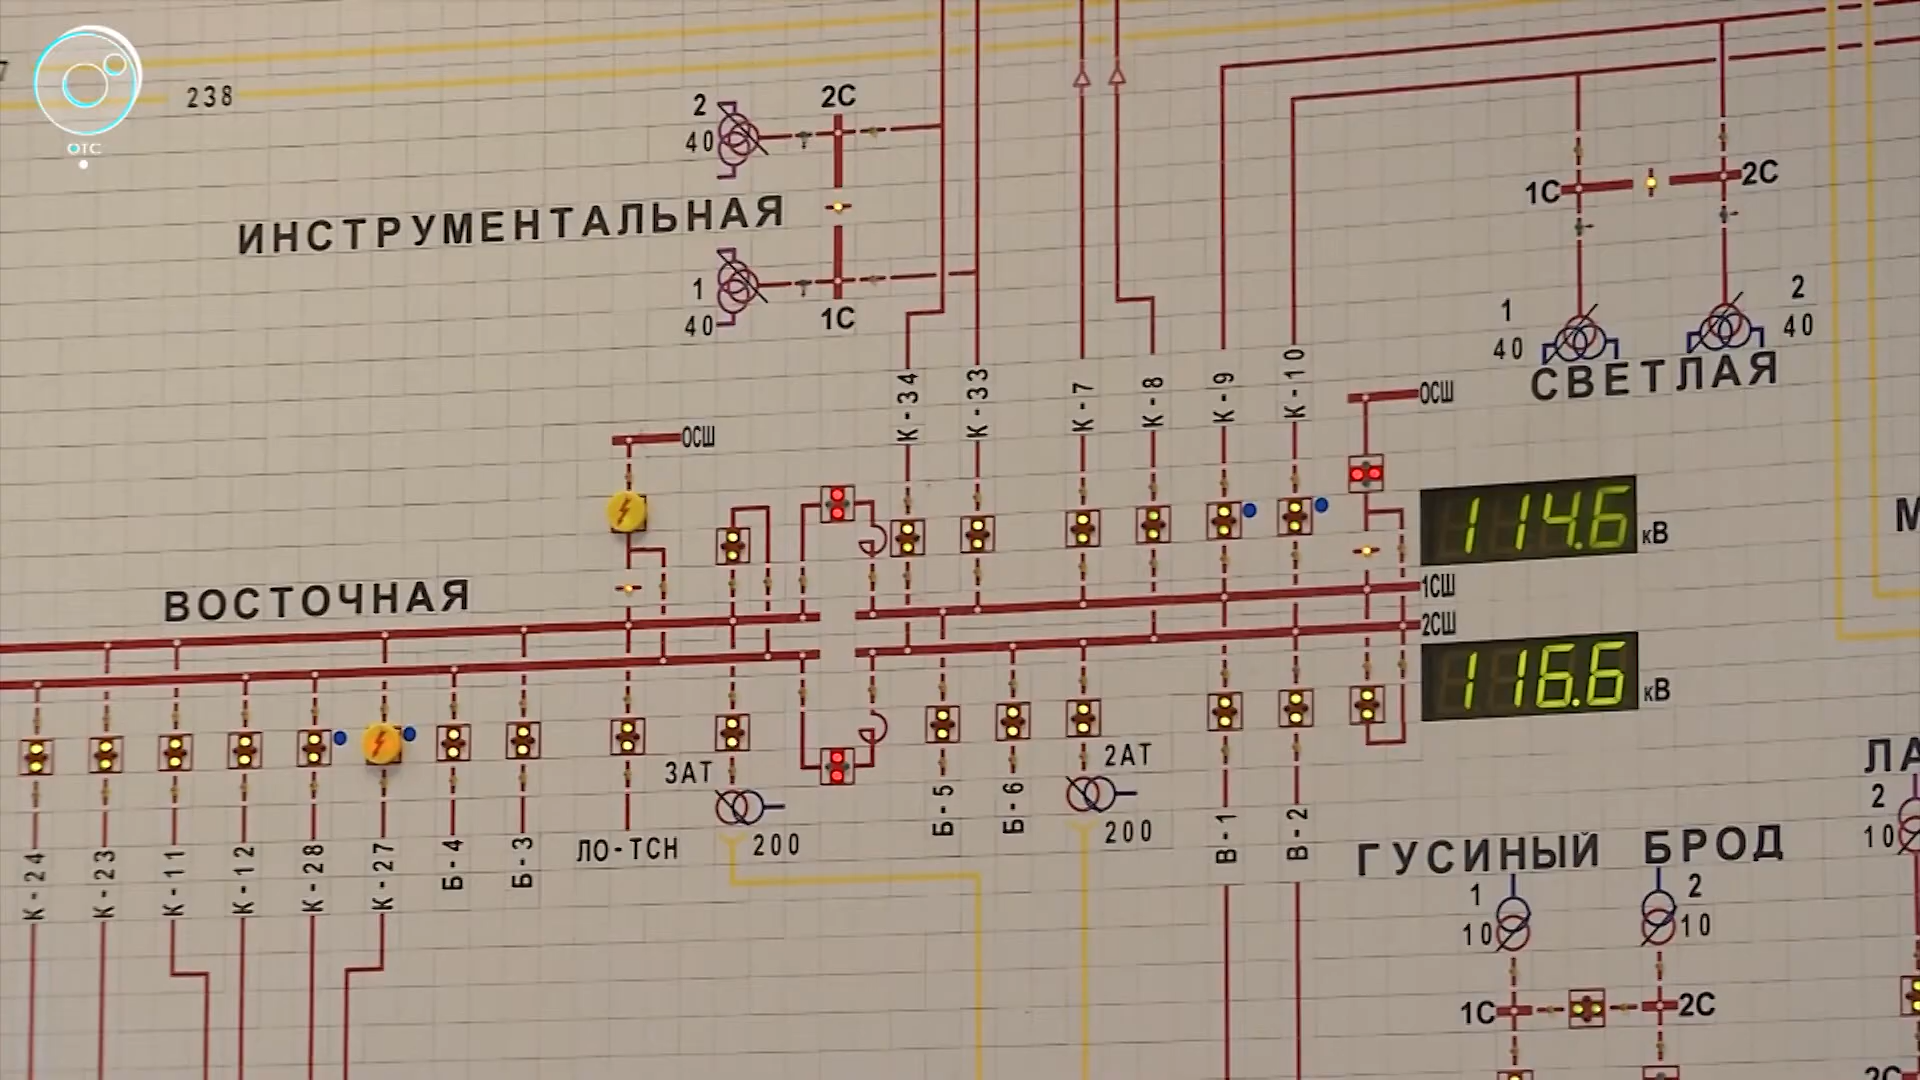 ОТС
238
2
40
2С
ИНСТРУМЕНТАЛЬНАЯ
1
40
1С
1С
2С
1
40
2
40
СВЕТЛАЯ
К-34
К-33
К-7
К-8
К-9
К-10
ОСШ
ОСШ
114.6 кВ
ВОСТОЧНАЯ
1СШ
2СШ
116.6 кВ
3АТ
200
2АТ
200
К-24
К-23
К-11
К-12
К-28
К-27
Б-4
Б-3
ЛО-ТСН
Б-5
Б-6
В-1
В-2
ГУСИНЫЙ БРОД
1
10
2
10
1С
2С
2
10
2С